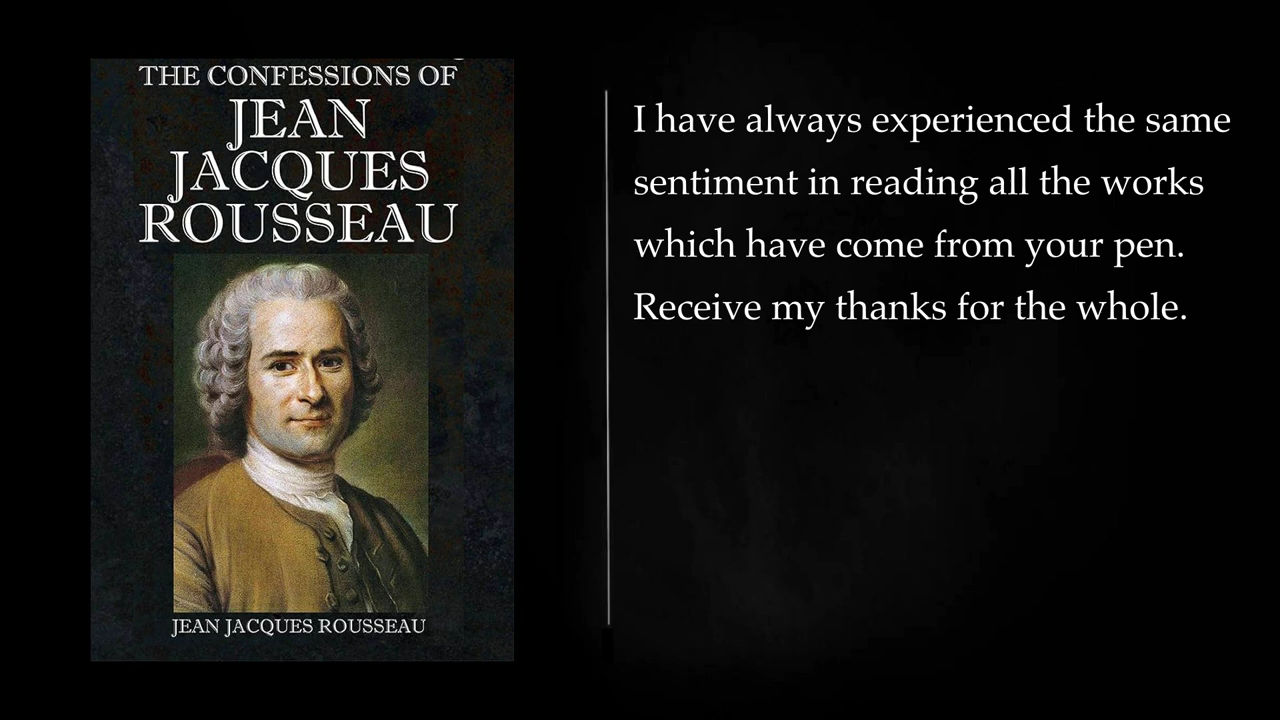 THE CONFESSIONS OF
JEAN
JACQUES
ROUSSEAU
JEAN JACQUES ROUSSEAU
I have always experienced the same
sentiment in reading all the works
which have come from your pen.
Receive my thanks for the whole.